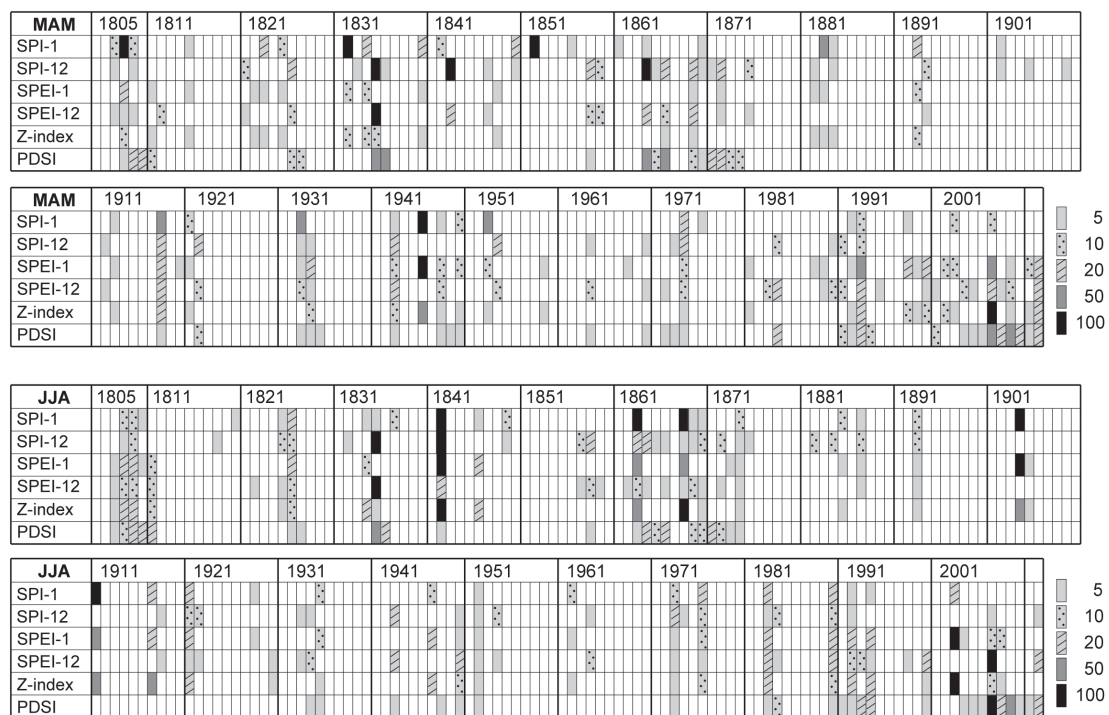 MAM 1805 1811 1821 1831 1841 1851 1861 1871 1881 1891 1901
SPI-1
SPI-12
SPEI-1
SPEI-12
Z-index
PDSI
MAM 1911 1921 1931 1941 1951 1961 1971 1981 1991 2001
SPI-1
SPI-12
SPEI-1
SPEI-12
Z-index
PDSI
5
10
20
50
100
JJA 1805 1811 1821 1831 1841 1851 1861 1871 1881 1891 1901
SPI-1
SPI-12
SPEI-1
SPEI-12
Z-index
PDSI
JJA 1911 1921 1931 1941 1951 1961 1971 1981 1991 2001
SPI-1
SPI-12
SPEI-1
SPEI-12
Z-index
PDSI
5
10
20
50
100